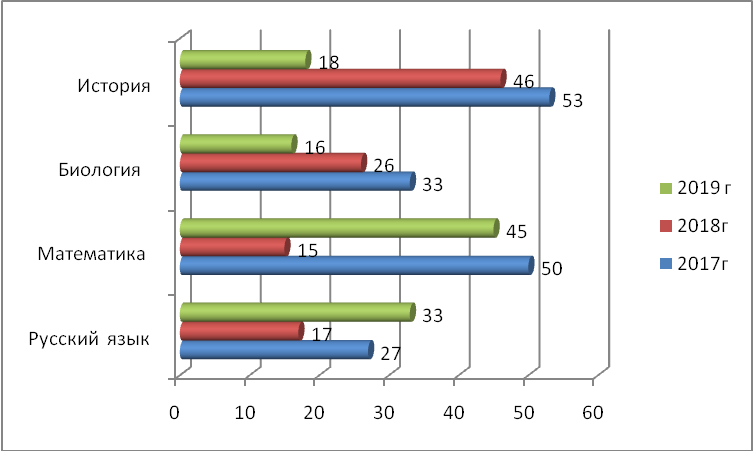 История
18
46
53
Биология
16
26
33
Математика
45
15
50
Русский язык
33
17
27
0 10 20 30 40 50 60
2019 г
2018г
2017г